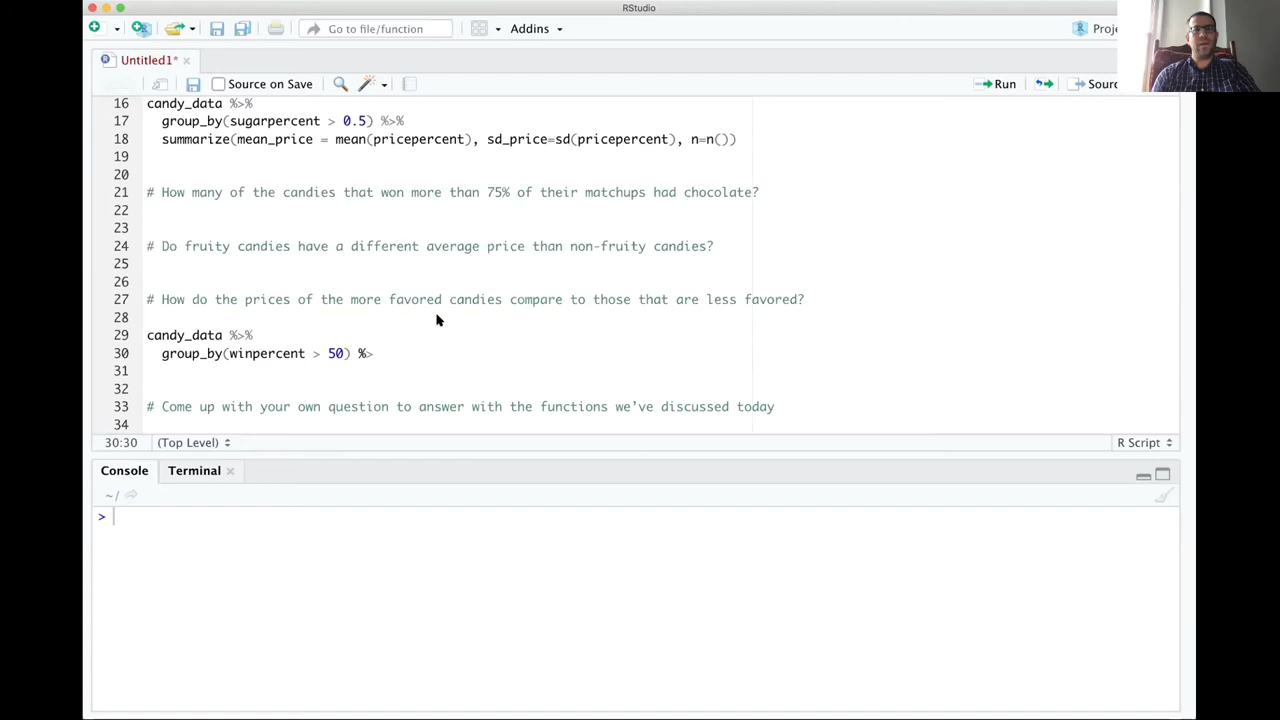 RStudio
Go to file/function
Addins
Proje
Untitled1*
Source on Save
Run
Sourc
16 candy_data %>%
17 group_by(sugarpercent > 0.5) %>%
18 summarize(mean_price = mean(pricepercent), sd_price=sd(pricepercent), n=n())
19
20
21 # How many of the candies that won more than 75% of their matchups had chocolate?
22
23
24 # Do fruity candies have a different average price than non-fruity candies?
25
26
27 # How do the prices of the more favored candies compare to those that are less favored?
28
29 candy_data %>%
30 group_by(winpercent > 50) %>
31
32
33 # Come up with your own question to answer with the functions we’ve discussed today
34
30:30 (Top Level) R Script
Console Terminal
~/
>